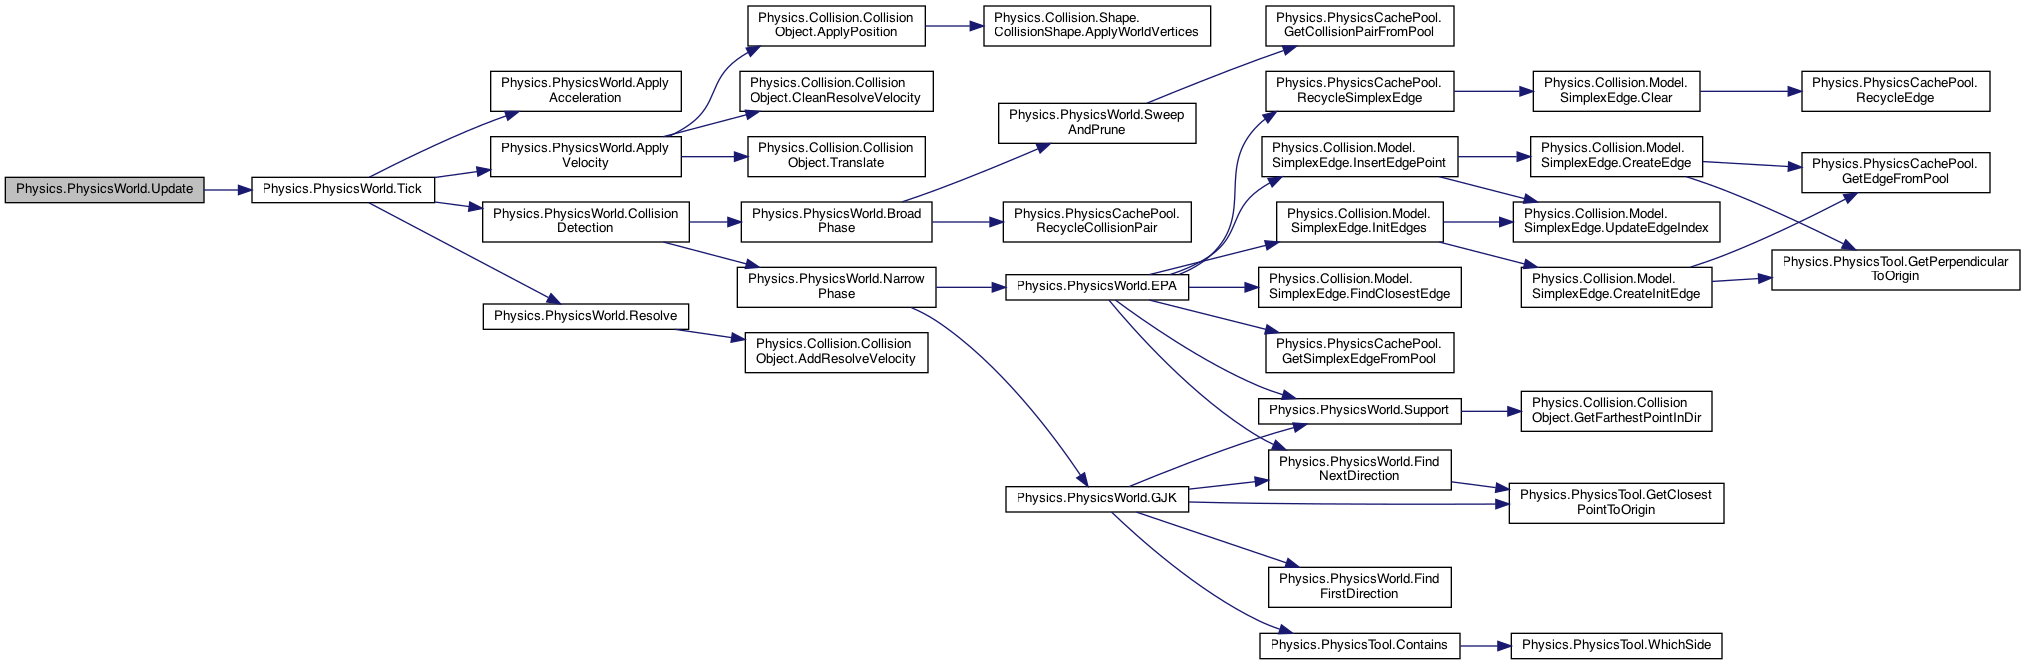 Physics.PhysicsWorld.Update
Physics.PhysicsWorld.Tick
Physics.PhysicsWorld.Apply
Acceleration
Physics.PhysicsWorld.Apply
Velocity
Physics.PhysicsWorld.Collision
Detection
Physics.PhysicsWorld.Resolve
Physics.Collision.Collision
Object.ApplyPosition
Physics.Collision.Collision
Object.CleanResolveVelocity
Physics.Collision.Collision
Object.Translate
Physics.PhysicsWorld.Broad
Phase
Physics.PhysicsWorld.Narrow
Phase
Physics.Collision.Collision
Object.AddResolveVelocity
Physics.Collision.Shape.
CollisionShape.ApplyWorldVertices
Physics.PhysicsWorld.Sweep
AndPrune
Physics.PhysicsCachePool.
RecycleCollisionPair
Physics.PhysicsWorld.EPA
Physics.PhysicsWorld.GJK
Physics.PhysicsCachePool.
GetCollisionPairFromPool
Physics.PhysicsCachePool.
RecycleSimplexEdge
Physics.Collision.Model.
SimplexEdge.InsertEdgePoint
Physics.Collision.Model.
SimplexEdge.InitEdges
Physics.Collision.Model.
SimplexEdge.FindClosestEdge
Physics.PhysicsCachePool.
GetSimplexEdgeFromPool
Physics.PhysicsWorld.Support
Physics.PhysicsWorld.Find
NextDirection
Physics.PhysicsWorld.Find
FirstDirection
Physics.PhysicsTool.Contains
Physics.Collision.Model.
SimplexEdge.Clear
Physics.Collision.Model.
SimplexEdge.CreateEdge
Physics.Collision.Model.
SimplexEdge.UpdateEdgeIndex
Physics.Collision.Model.
SimplexEdge.CreateInitEdge
Physics.Collision.Collision
Object.GetFarthestPointInDir
Physics.PhysicsTool.GetClosest
PointToOrigin
Physics.PhysicsTool.WhichSide
Physics.PhysicsCachePool.
RecycleEdge
Physics.PhysicsCachePool.
GetEdgeFromPool
Physics.PhysicsTool.GetPerpendicular
ToOrigin